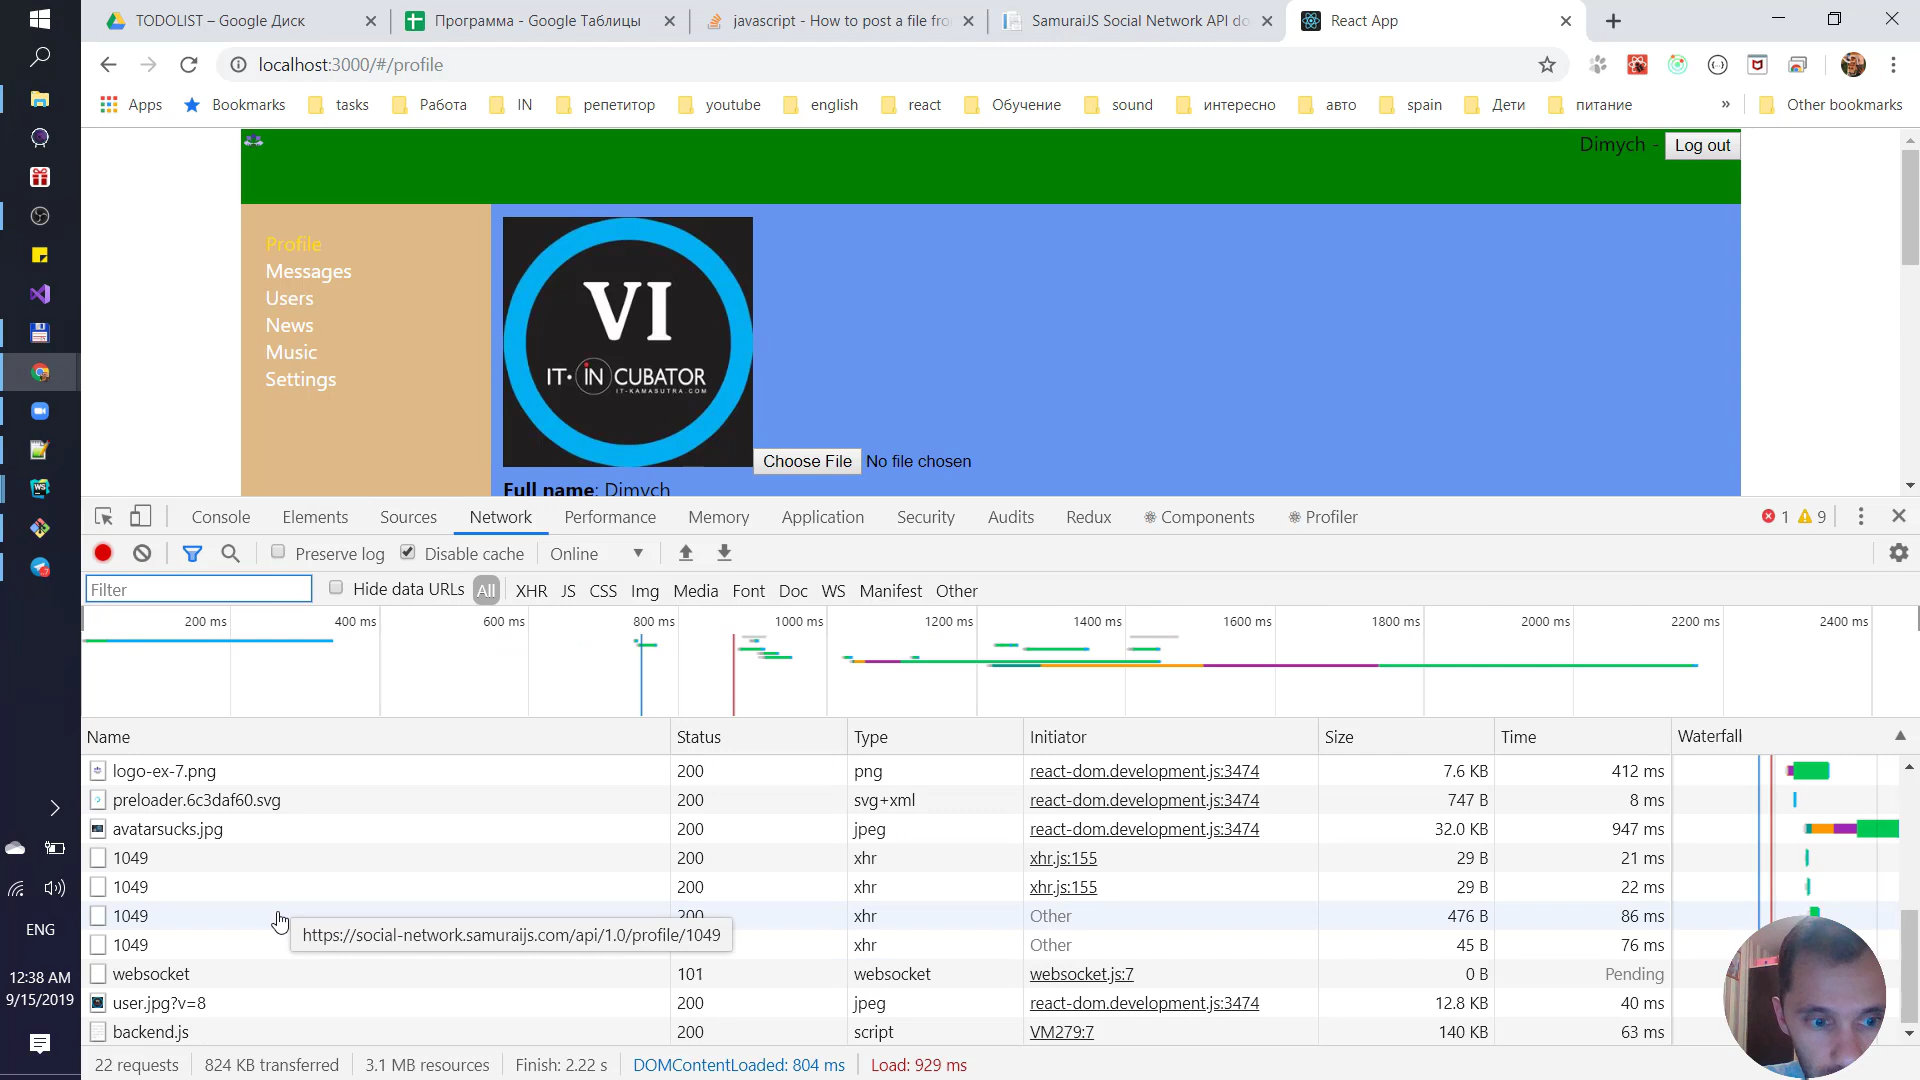 TODOLIST – Google Диск
Программа - Google Таблицы
javascript - How to post a file fro
SamuraiJS Social Network API do
React App
localhost:3000/#/profile
Apps
Bookmarks
tasks
Работа
IN
репетитор
youtube
english
react
Обучение
sound
интересно
авто
spain
Дети
питание
»
Other bookmarks
Dimych - Log out
Profile
Messages
Users
News
Music
Settings
VI
IT-INCUBATOR
IT-KAMASUTRA.COM
Choose File No file chosen
Full name: Dimych
Console
Elements
Sources
Network
Performance
Memory
Application
Security
Audits
Redux
Components
Profiler
1
9
Preserve log
Disable cache
Online
Filter
Hide data URLs
All
XHR
JS
CSS
Img
Media
Font
Doc
WS
Manifest
Other
200 ms
400 ms
600 ms
800 ms
1000 ms
1200 ms
1400 ms
1600 ms
1800 ms
2000 ms
2200 ms
2400 ms
Name Status Type Initiator Size Time Waterfall
logo-ex-7.png 200 png react-dom.development.js:3474 7.6 KB 412 ms
preloader.6c3daf60.svg 200 svg+xml react-dom.development.js:3474 747 B 8 ms
avatarsucks.jpg 200 jpeg react-dom.development.js:3474 32.0 KB 947 ms
1049 200 xhr xhr.js:155 29 B 21 ms
1049 200 xhr xhr.js:155 29 B 22 ms
1049 200 xhr Other 476 B 86 ms
https://social-network.samuraijs.com/api/1.0/profile/1049
1049 xhr Other 45 B 76 ms
websocket 101 websocket websocket.js:7 0 B Pending
user.jpg?v=8 200 jpeg react-dom.development.js:3474 12.8 KB 40 ms
backend.js 200 script VM279:7 140 KB 63 ms
22 requests
824 KB transferred
3.1 MB resources
Finish: 2.22 s
DOMContentLoaded: 804 ms
Load: 929 ms
WS
ENG
12:38 AM
9/15/2019